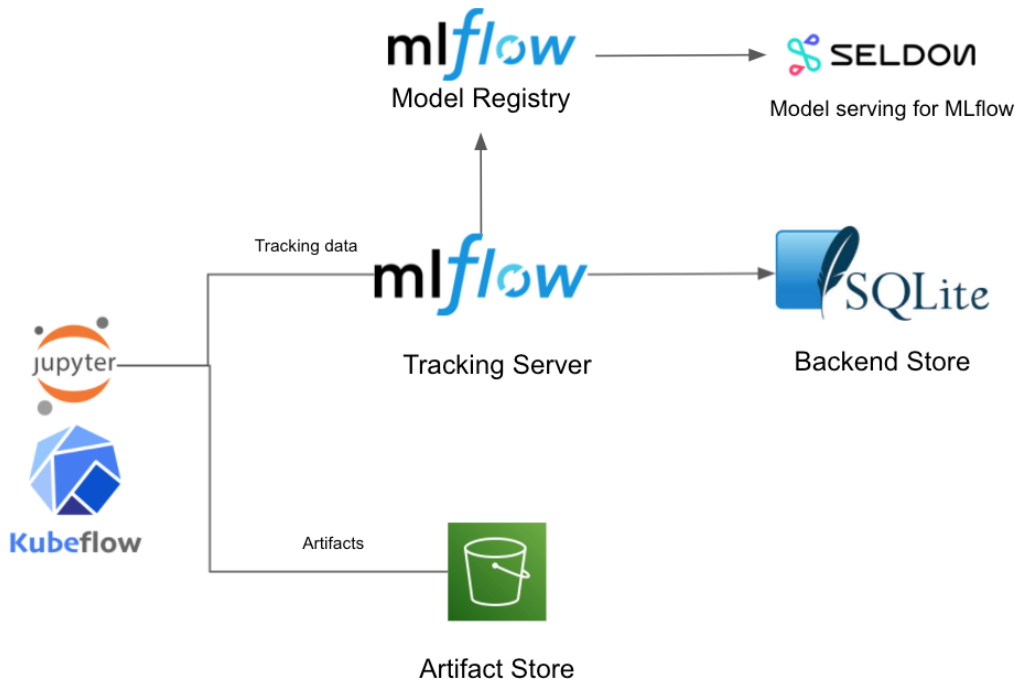 mlflow
Model Registry
SELDON
Model serving for MLflow
Tracking data
mlflow
Tracking Server
SQLite
Backend Store
jupyter
Kubeflow
Artifacts
Artifact Store